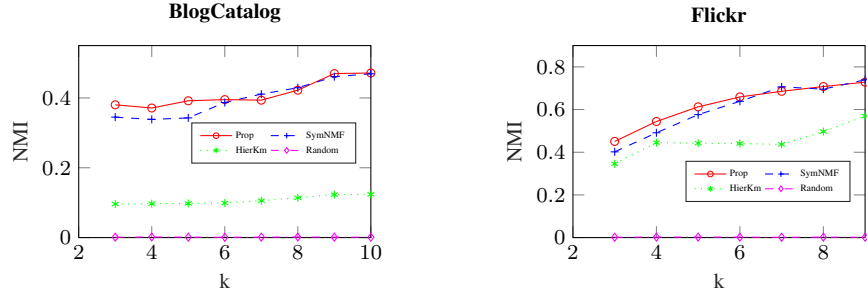 BlogCatalog
0.4
0.2
0
NMI
Prop SymNMF
HierKm Random
2 4 6 8 10
k
Flickr
0.8
0.6
0.4
0.2
0
NMI
Prop SymNMF
HierKm Random
2 4 6 8
k